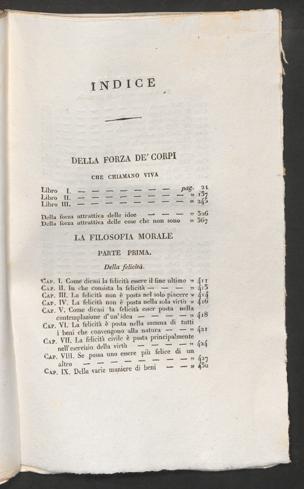 INDICE
DELLA FORZA DE' CORPI
CHE CHIAMANO VIVA
Libro I. — — — — — — — — pag. 21
Libro II. — — — — — — — — » 137
Libro III. — — — — — — — — » 245
Della forza attrattiva delle idee — — — — » 326
Della forza attrattiva delle cose che non sono » 367
LA FILOSOFIA MORALE
PARTE PRIMA.
Della felicità.
CAP. I. Come dicasi la felicità essere il fine ultimo » 411
CAP. II. In che consista la felicità — — — » 413
CAP. III. La felicità non è posta nel solo piacere » 414
CAP. IV. La felicità non è posta nella sola virtù » 416
CAP. V. Come dicasi la felicità esser posta nella
contemplazione d'un'idea — — — — » 418
CAP. VI. La felicità è posta nella somma di tutti
i beni che convengono alla natura — — » 421
CAP. VII. La felicità civile è posta principalmente
nell'esercizio della virtù — — — — » 424
CAP. VIII. Se possa uno essere più felice di un
altro — — — — — — — — » 427
CAP. IX. Della varie maniere di beni — — » 430